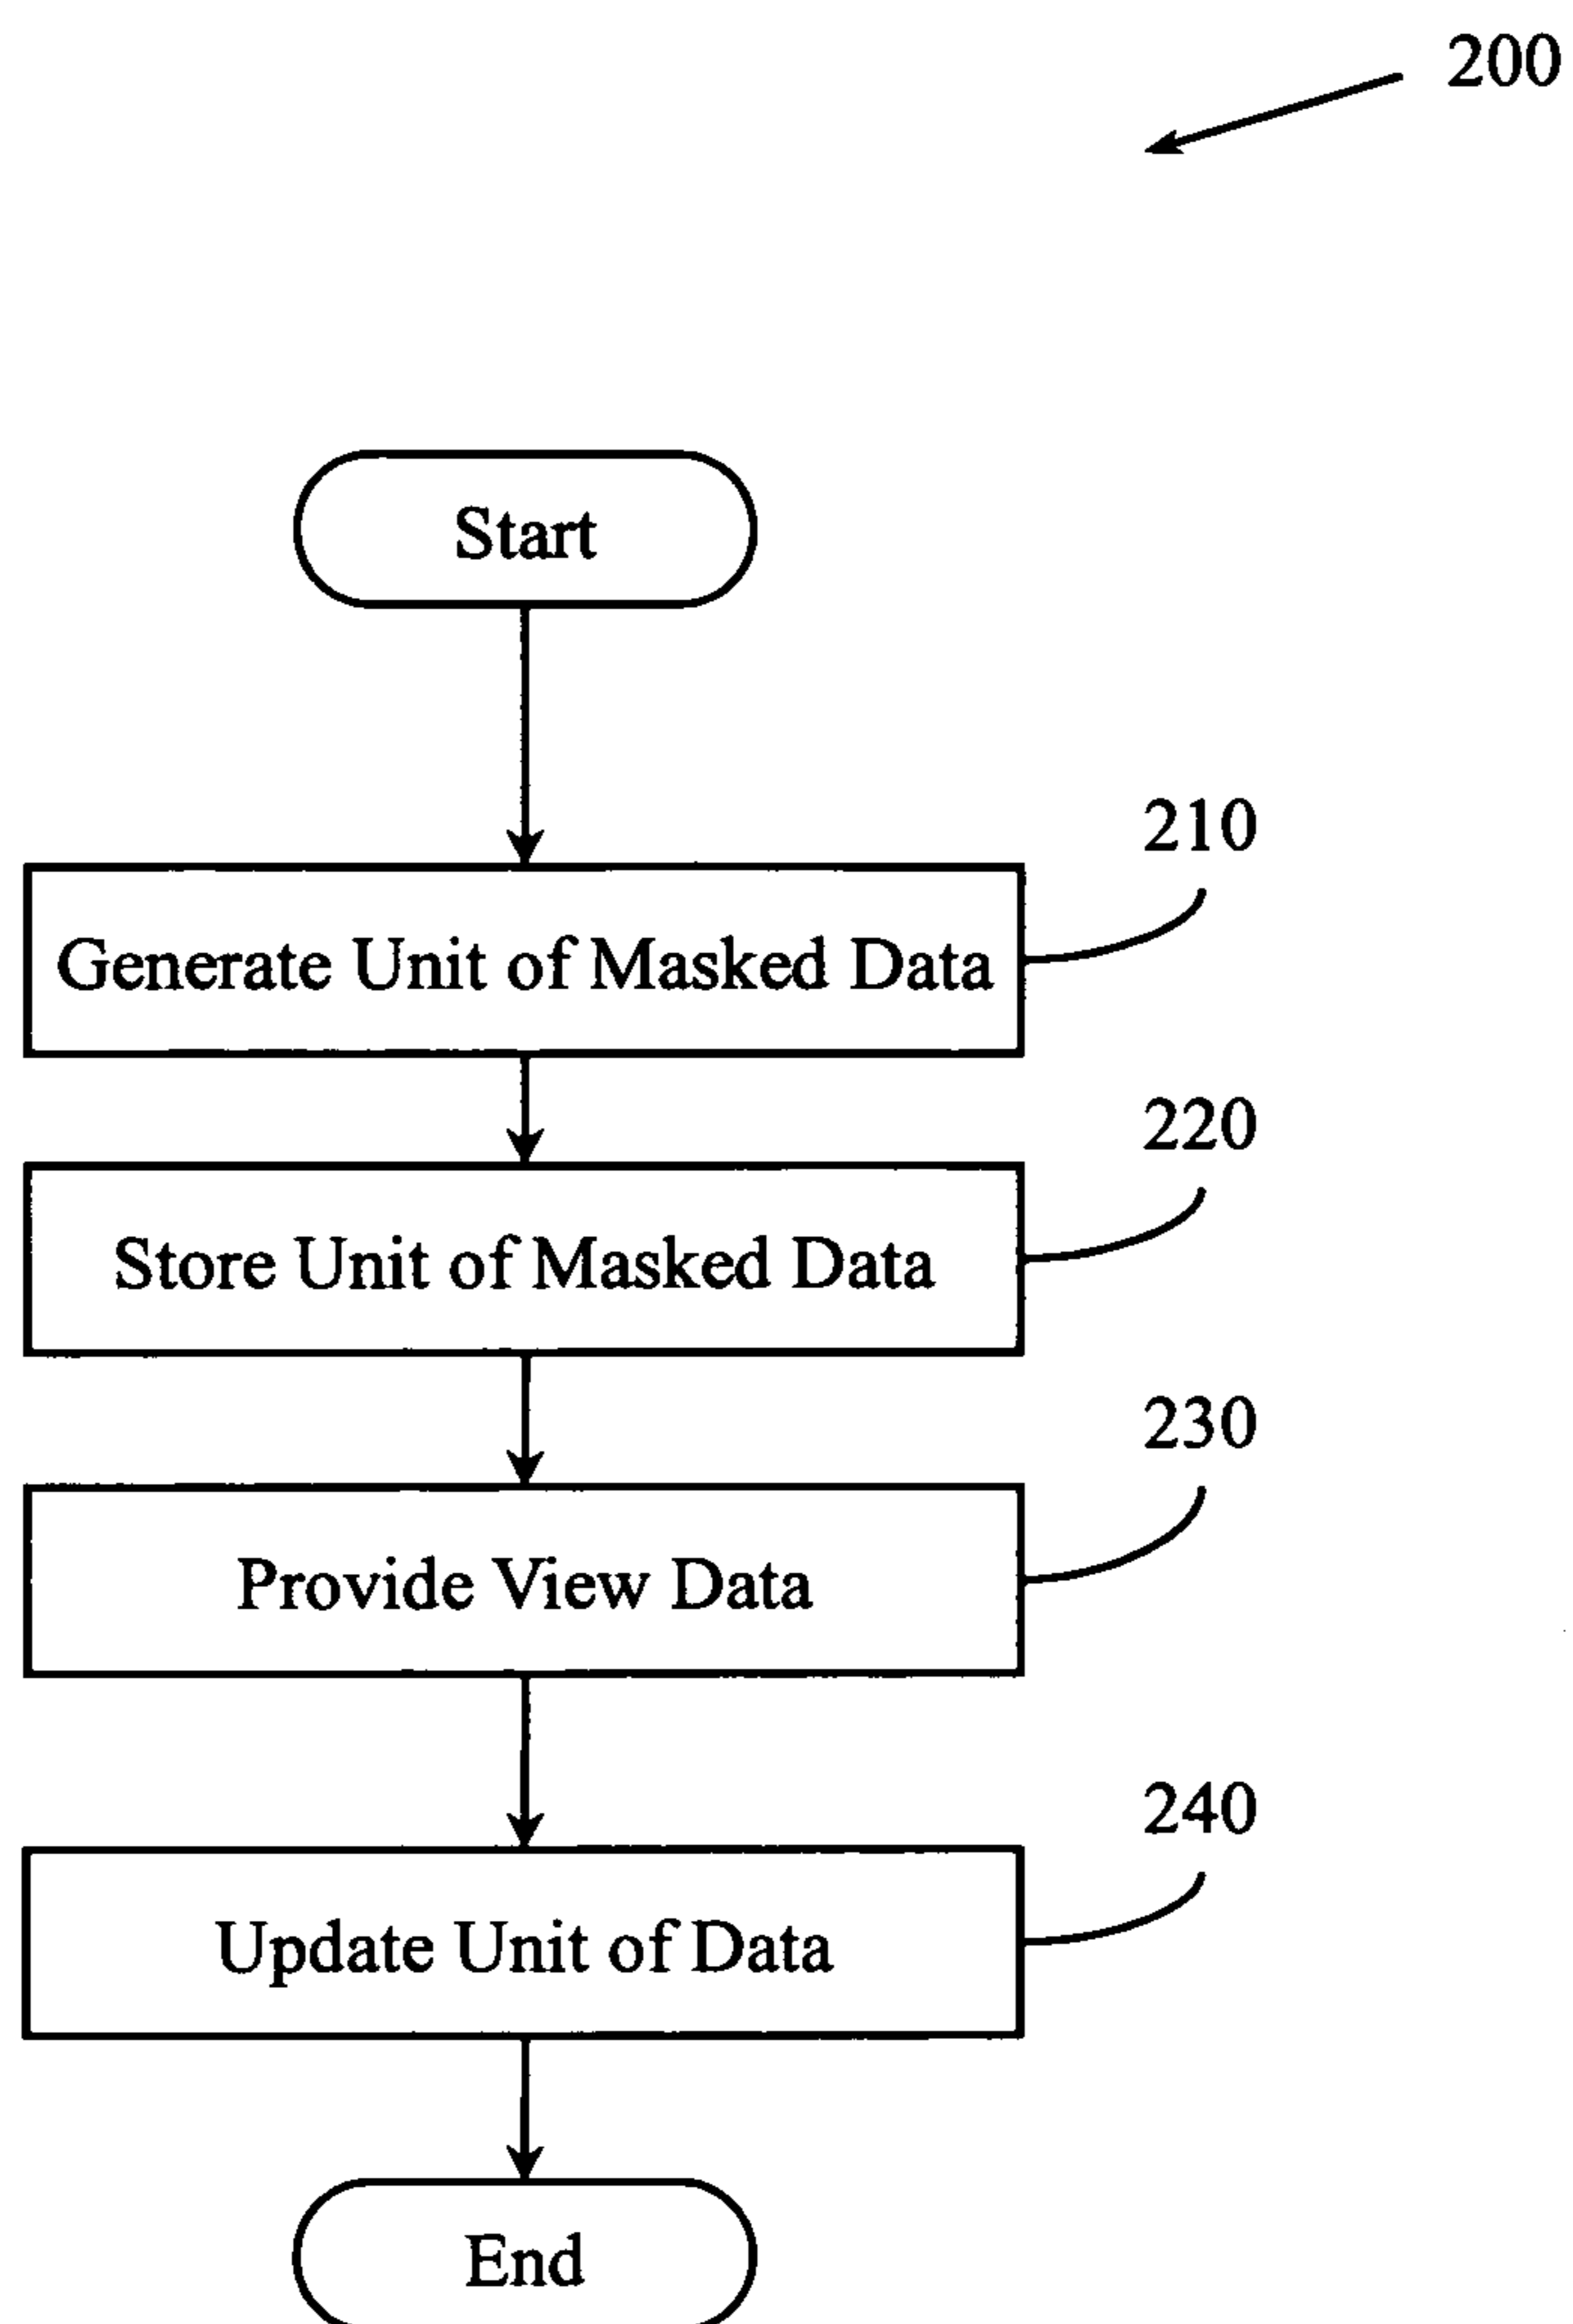 200
Start
210
Generate Unit of Masked Data
220
Store Unit of Masked Data
230
Provide View Data
240
Update Unit of Data
End